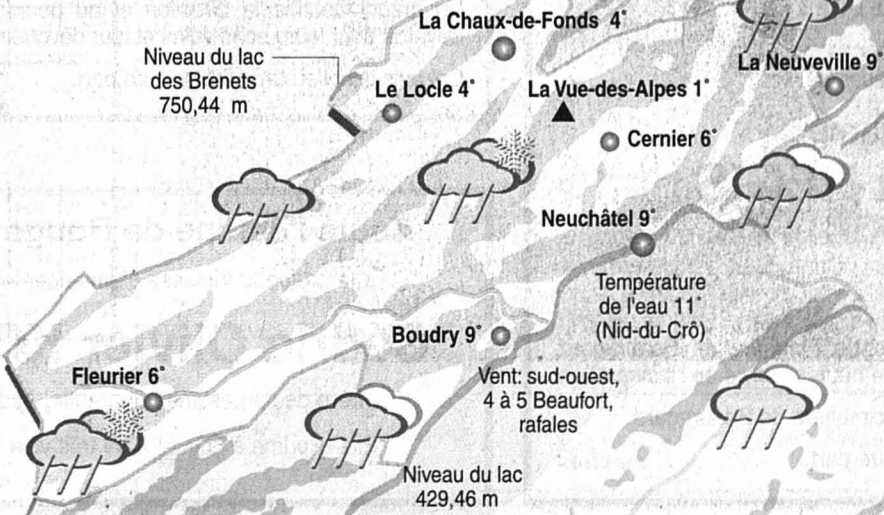 La Chaux-de-Fonds 4°
Niveau du lac
des Brenets
750,44 m
La Neuveville 9°
Le Locle 4°
La Vue-des-Alpes 1°
Cernier 6°
Neuchâtel 9°
Température
de l'eau 11°
(Nid-du-Crô)
Boudry 9°
Fleurier 6°
Vent: sud-ouest,
4 à 5 Beaufort,
rafales
Niveau du lac
429,46 m